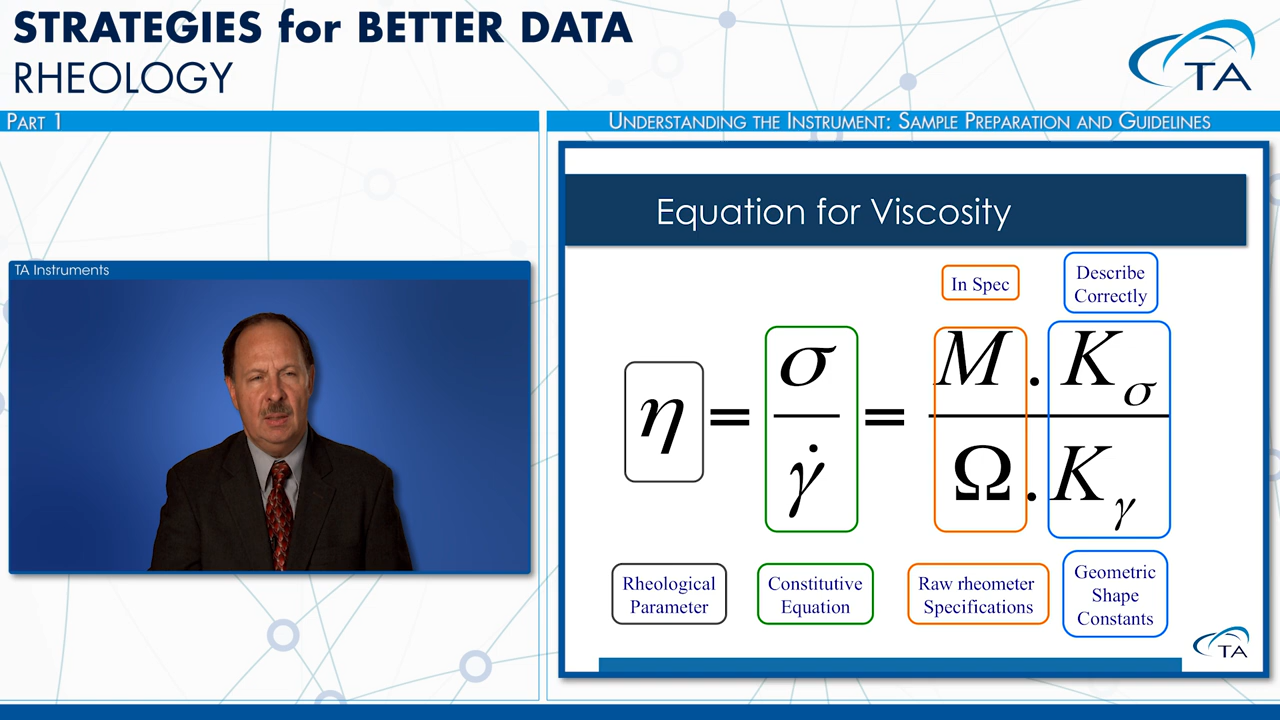 STRATEGIES for BETTER DATA
RHEOLOGY
TA
PART 1
UNDERSTANDING THE INSTRUMENT: SAMPLE PREPARATION AND GUIDELINES
TA Instruments
Equation for Viscosity
In Spec
Describe
Correctly
η = σ / γ̇ = M . Kσ / Ω . Kγ
Rheological
Parameter
Constitutive
Equation
Raw rheometer
Specifications
Geometric
Shape
Constants
TA